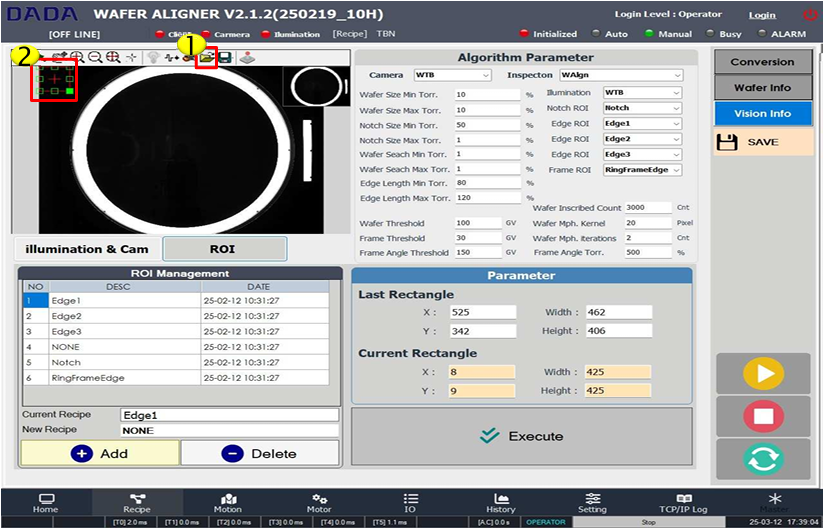 DADA WAFER ALIGNER V2.1.2(250219_10H) Login Level : Operator Login
[OFF LINE] Client Camera Ilumination [Recipe] TBN Initialized Auto Manual Busy ALARM
1
2
Algorithm Parameter
Camera WTB Inspecton WAlgn
Wafer Size Min Torr. 10 % Illumination WTB
Wafer Size Max Torr. 10 % Notch ROI Notch
Notch Size Min Torr. 50 % Edge ROI Edge1
Notch Size Max Torr. 1 % Edge ROI Edge2
Wafer Seach Min Torr. 1 % Edge ROI Edge3
Wafer Seach Max Torr. 1 % Frame ROI RingFrameEdge
Edge Length Min Torr. 80 %
Edge Length Max Torr. 120 %
Wafer Inscribed Count 3000 Cnt
Wafer Threshold 100 GV Wafer Mph. Kernel 20 Pixel
Frame Threshold 30 GV Wafer Mph. Iterations 2 Cnt
Frame Angle Threshold 150 GV Frame Angle Torr. 500 %
Conversion
Wafer Info
Vision Info
SAVE
illumination & Cam ROI
ROI Management
NO DESC DATE
1 Edge1 25-02-12 10:31:27
2 Edge2 25-02-12 10:31:27
3 Edge3 25-02-12 10:31:27
4 NONE 25-02-12 10:31:27
5 Notch 25-02-12 10:31:27
6 RingFrameEdge 25-02-12 10:31:27
Current Recipe Edge1
New Recipe NONE
Add Delete
Parameter
Last Rectangle
X : 525 Width : 462
Y : 342 Height : 406
Current Rectangle
X : 8 Width : 425
Y : 9 Height : 425
Execute
Home Recipe Motion Motor IO History Setting TCP/IP Log Master
[T0] 2.0 ms [T1] 0.0 ms [T2] 0.0 ms [T3] 0.0 ms [T4] 0.0 ms [T5] 1.1 ms [AC] 0.0 s OPERATOR Stop 25-03-12 17:39:04